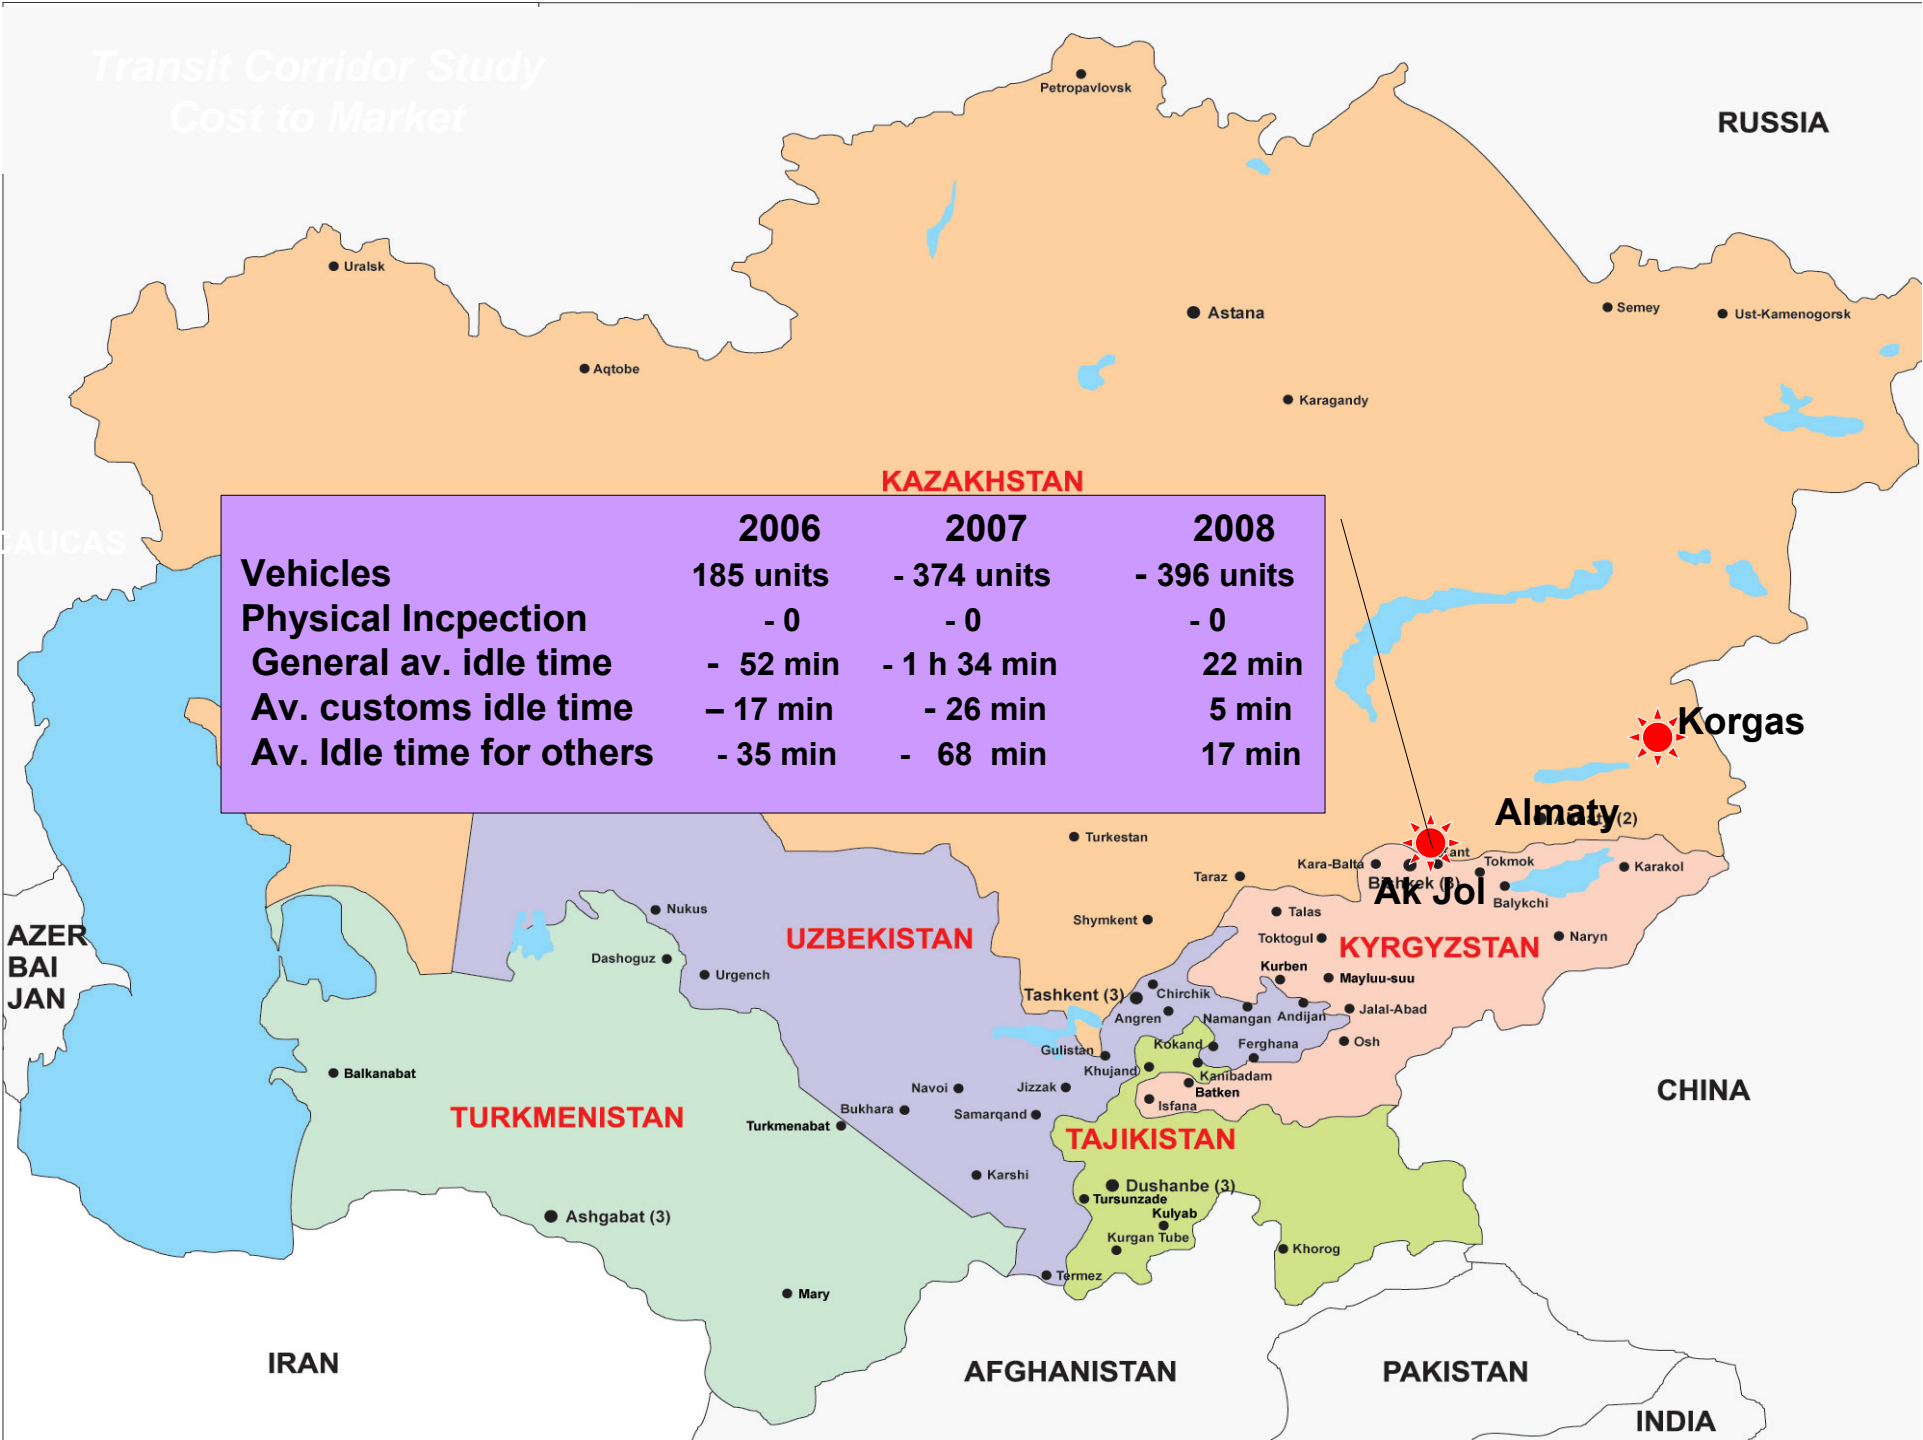 Transit Corridor Study
Cost to Market
Petropavlovsk
RUSSIA
Uralsk
Astana
Semey
Ust-Kamenogorsk
Aqtobe
Karagandy
KAZAKHSTAN
CAUCAS
2006 2007 2008
Vehicles 185 units - 374 units - 396 units
Physical Incpection - 0 - 0 - 0
General av. idle time - 52 min - 1 h 34 min 22 min
Av. customs idle time – 17 min - 26 min 5 min
Av. Idle time for others - 35 min - 68 min 17 min
Korgas
Almaty
Almaty (2)
Turkestan
Kara-Balta
Tokmok
Karakol
Taraz
Bishkek (3)
Ak Jol
Balykchi
Nukus
Shymkent
Talas
AZER
BAI
JAN
UZBEKISTAN
Toktogul
KYRGYZSTAN
Naryn
Dashoguz
Urgench
Kurben
Mayluu-suu
Tashkent (3)
Chirchik
Angren
Namangan
Andijan
Jalal-Abad
Gulistan
Kokand
Ferghana
Osh
Balkanabat
Khujand
Kanibadam
Navoi
Jizzak
Batken
CHINA
Bukhara
Samarqand
Isfana
TURKMENISTAN
Turkmenabat
TAJIKISTAN
Karshi
Dushanbe (3)
Tursunzade
Ashgabat (3)
Kulyab
Kurgan Tube
Khorog
Termez
Mary
IRAN
AFGHANISTAN
PAKISTAN
INDIA